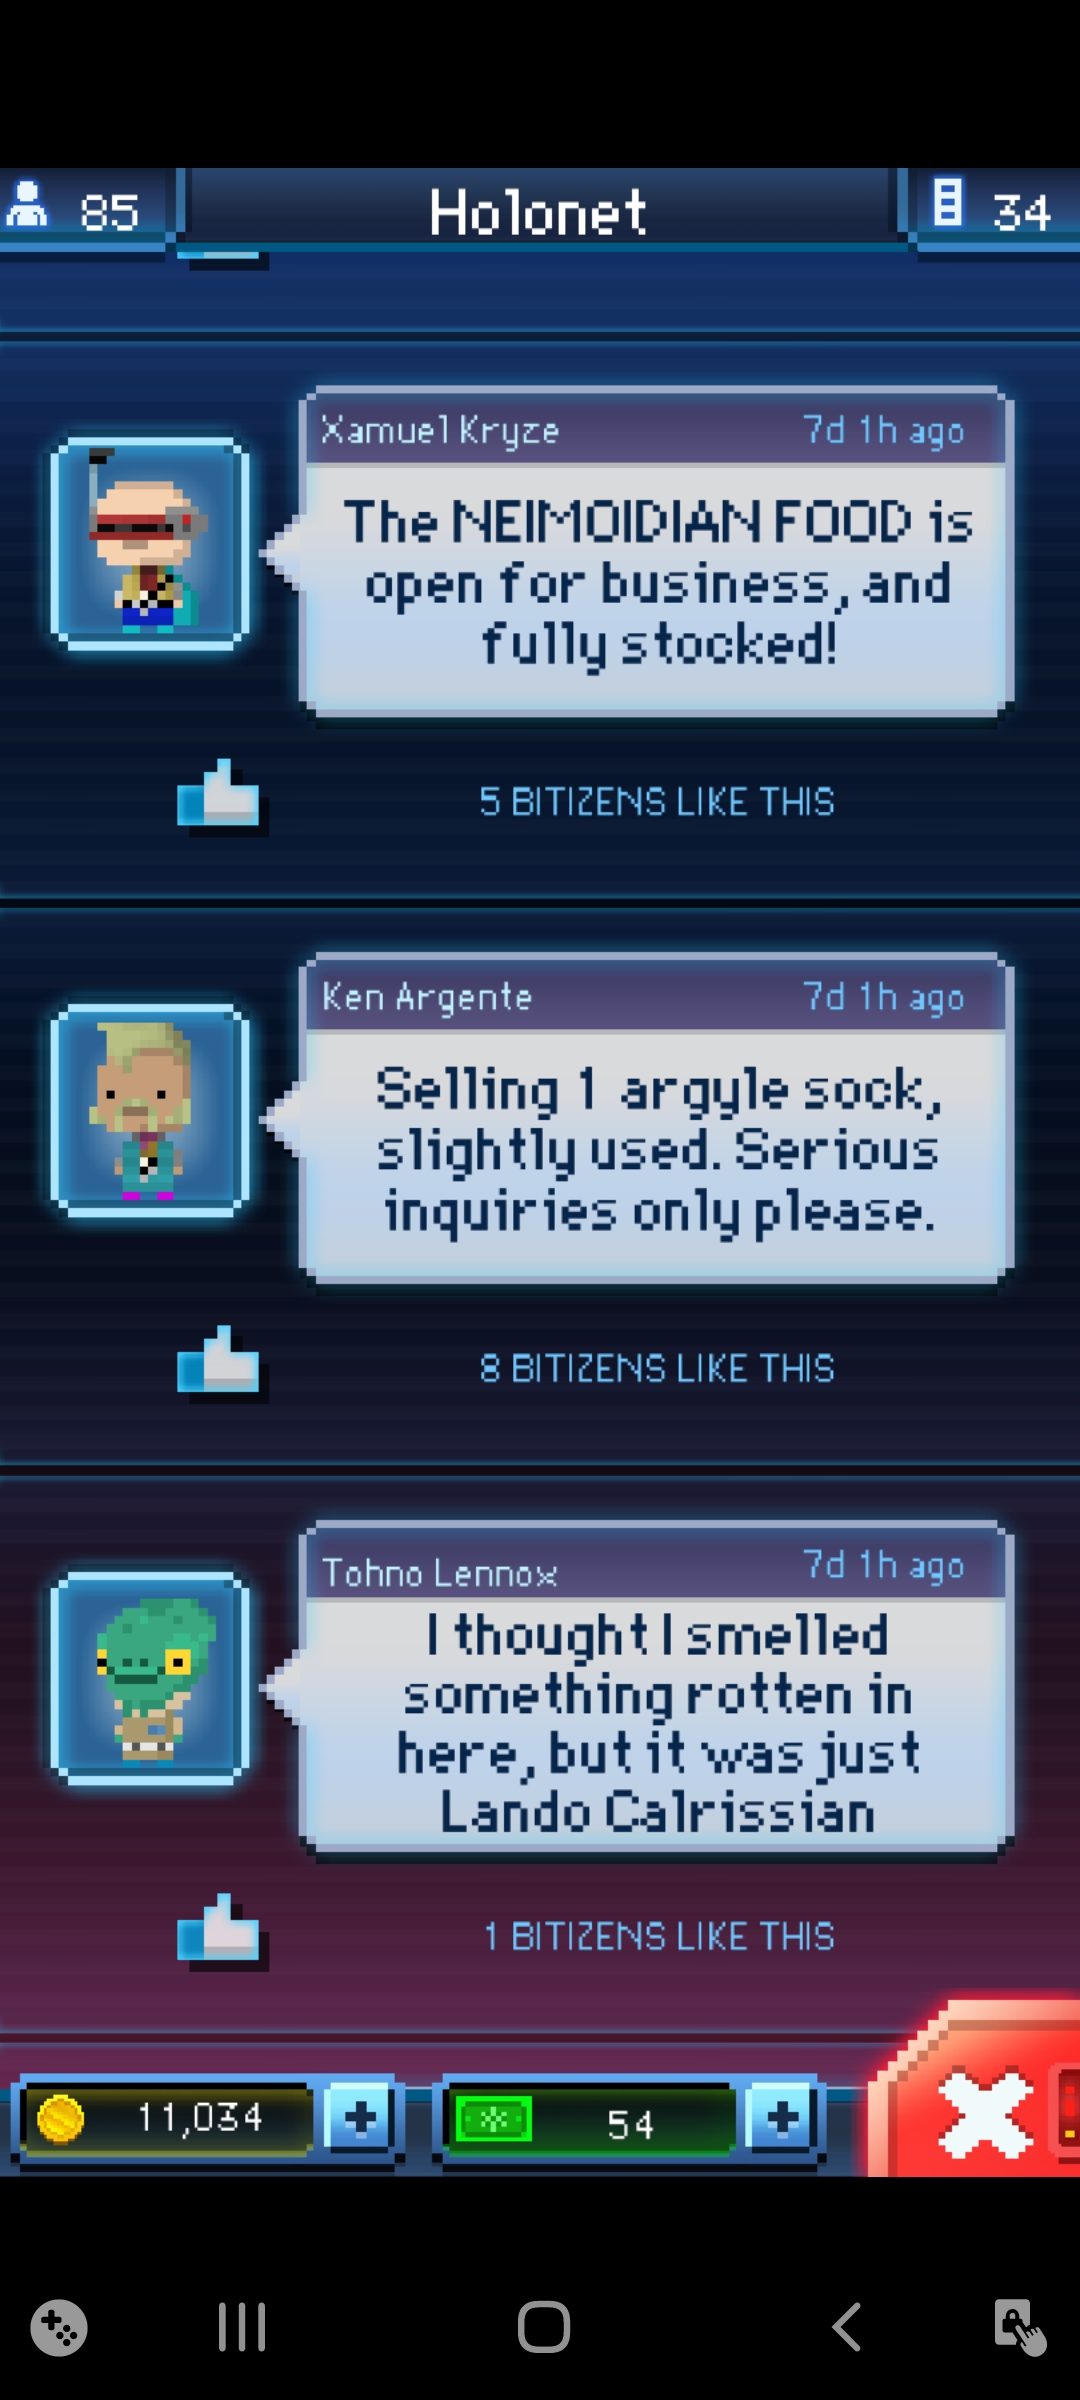 85
Holonet
34
Xamuel Kryze
7d 1h ago
The NEIMOIDIAN FOOD is
open for business, and
fully stocked!
5 BITIZENS LIKE THIS
Ken Argente
7d 1h ago
Selling 1 argyle sock,
slightly used. Serious
inquiries only please.
8 BITIZENS LIKE THIS
Tohno Lennox
7d 1h ago
I thought I smelled
something rotten in
here, but it was just
Lando Calrissian
1 BITIZENS LIKE THIS
11,034
54